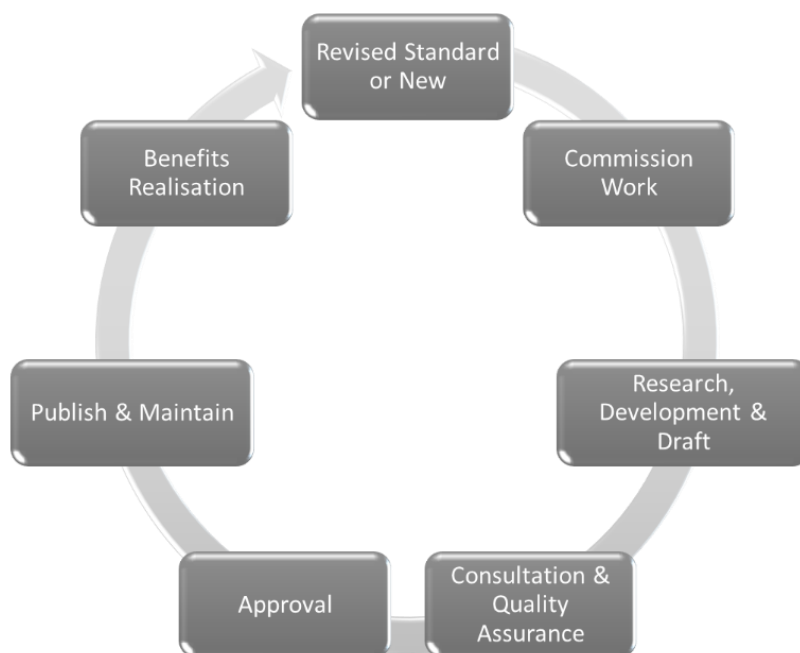 Revised Standard
or New
Commission
Work
Research,
Development &
Draft
Consultation &
Quality
Assurance
Approval
Publish & Maintain
Benefits
Realisation